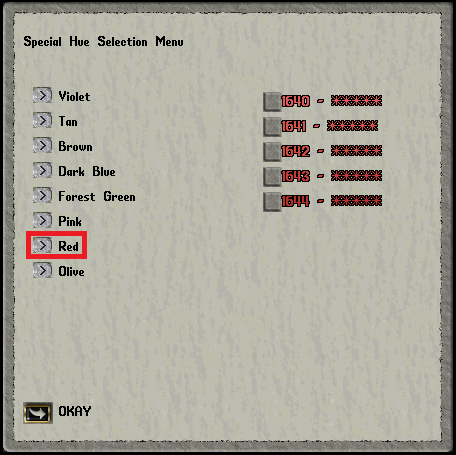 Special Hue Selection Menu
Violet
Tan
Brown
Dark Blue
Forest Green
Pink
Red
Olive
1640 - ******
1641 - ******
1642 - ******
1643 - ******
1644 - ******
OKAY